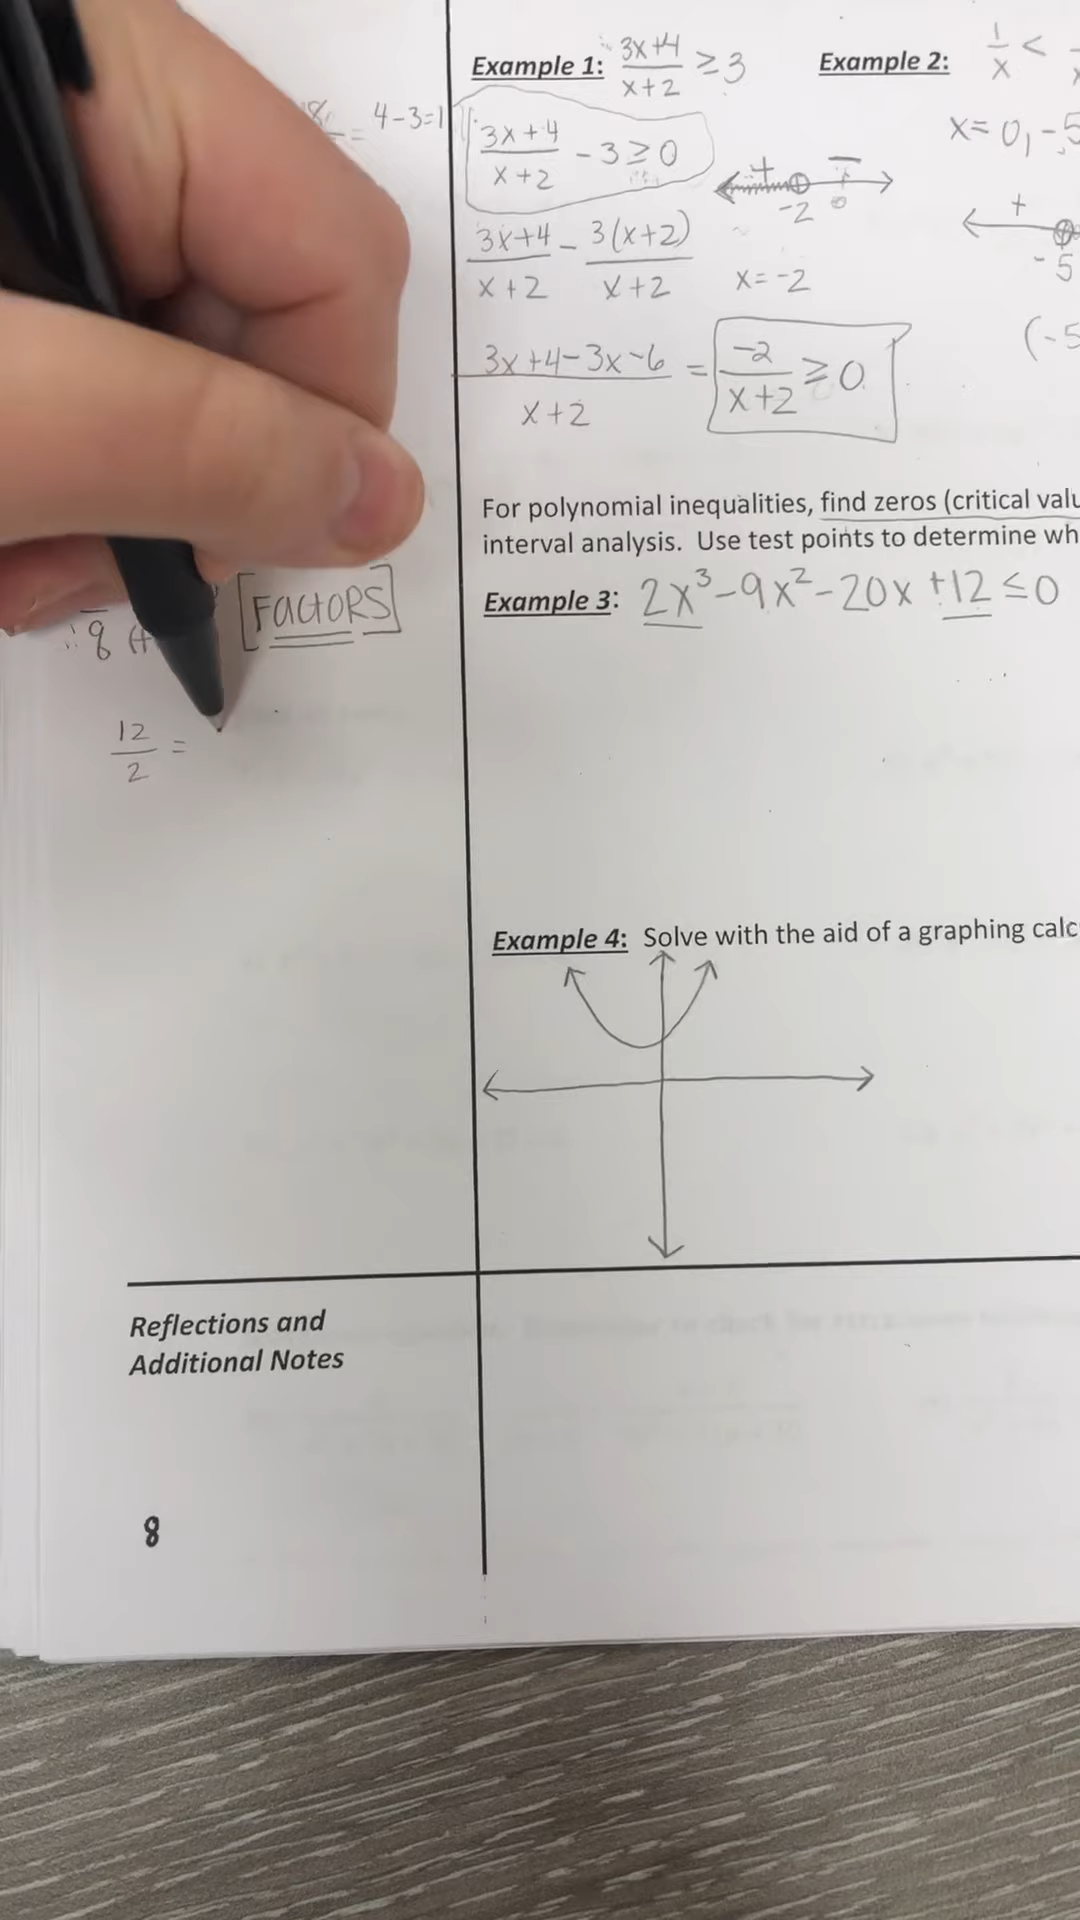 Example 1: 3x+4/x+2 ≥ 3
Example 2: 1/x <
= 4-3=1
3x+4/x+2 - 3 ≥ 0
x = 0, -5
+ -
-2 0
+
-5
3x+4/x+2 - 3(x+2)/x+2
x = -2
(-5
3x+4-3x-6/x+2 = -2/x+2 ≥ 0
For polynomial inequalities, find zeros (critical
interval analysis. Use test points to determine
[FACTORS]
Example 3: 2x³-9x²-20x+12 ≤ 0
12/2 =
Example 4: Solve with the aid of a graphing
Reflections and
Additional Notes
8